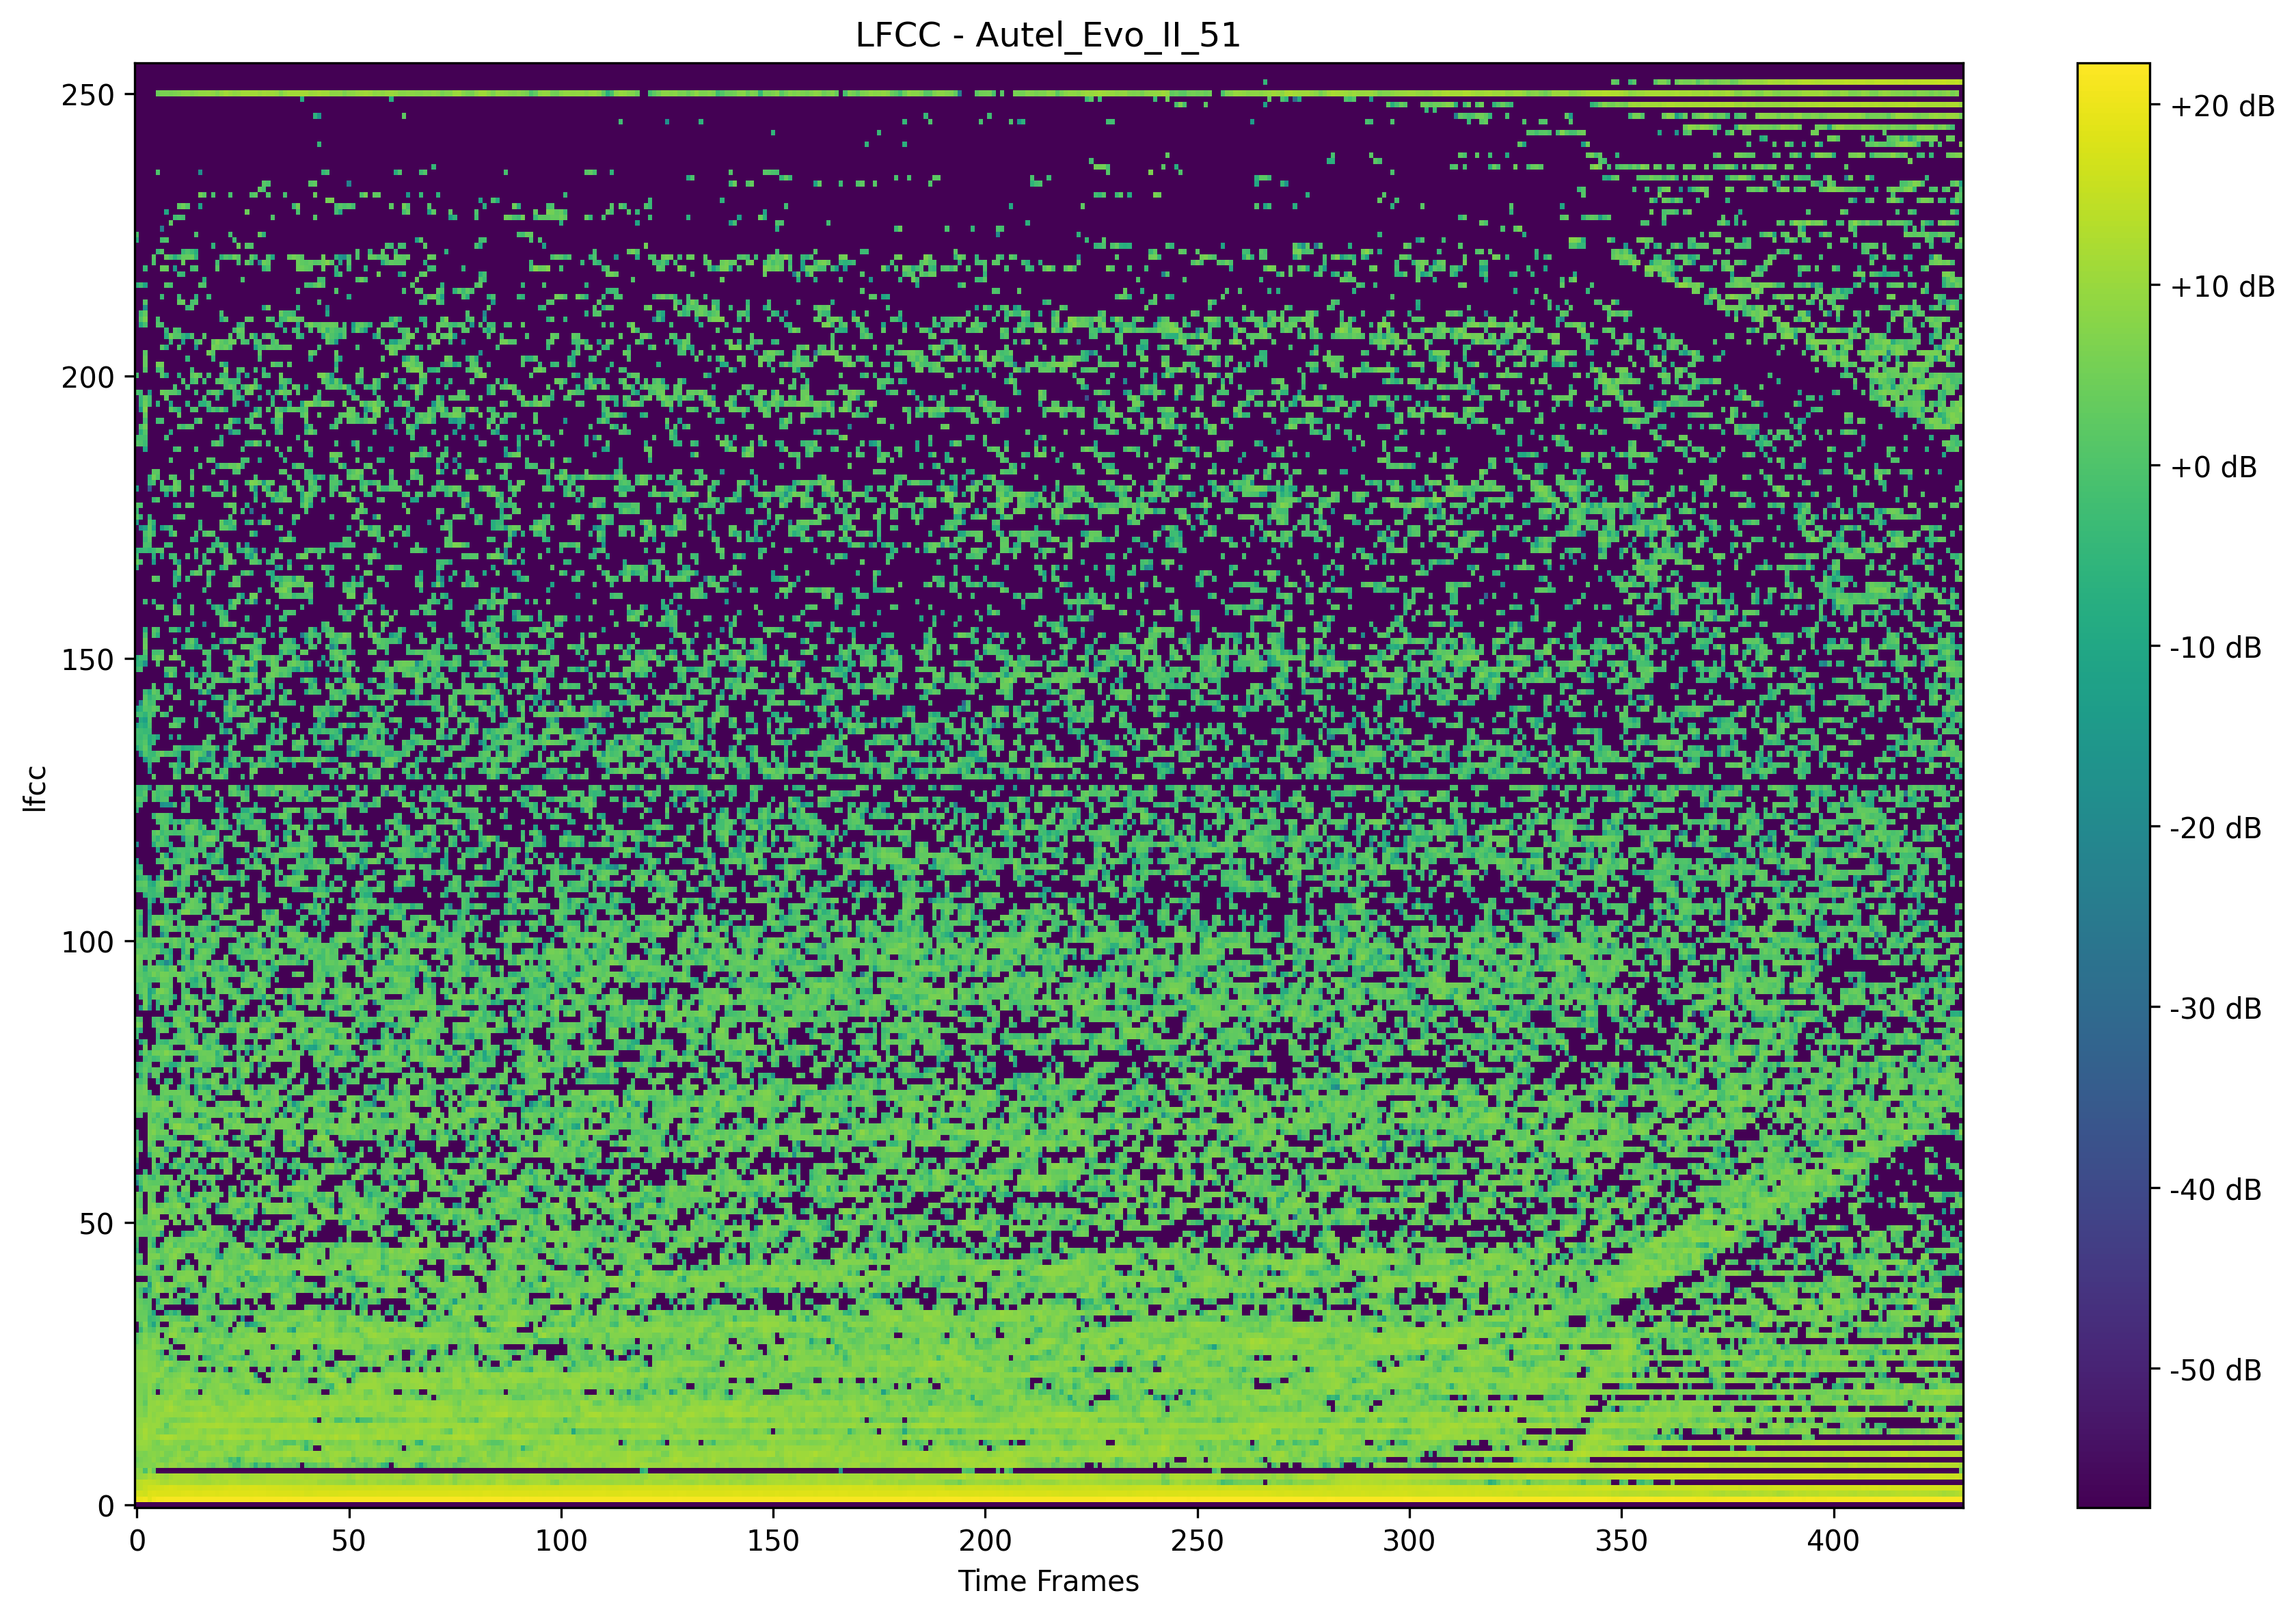 LFCC - Autel_Evo_II_51
250
200
150
100
50
0
lfcc
0
50
100
150
200
250
300
350
400
Time Frames
+20 dB
+10 dB
+0 dB
-10 dB
-20 dB
-30 dB
-40 dB
-50 dB